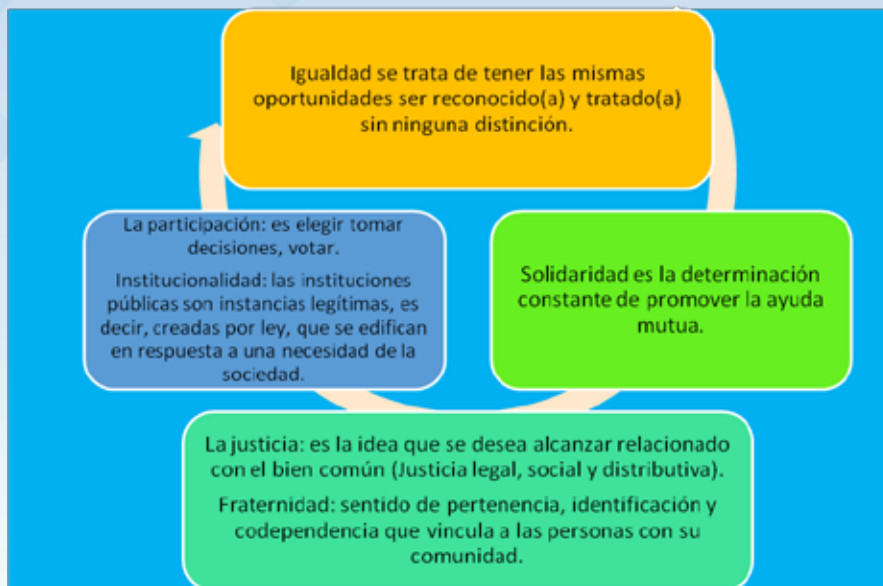 Igualdad se trata de tener las mismas
oportunidades ser reconocido(a) y tratado(a)
sin ninguna distinción.
Solidaridad es la determinación
constante de promover la ayuda
mutua.
La justicia: es la idea que se desea alcanzar relacionado
con el bien común (Justicia legal, social y distributiva).
Fraternidad: sentido de pertenencia, identificación y
codependencia que vincula a las personas con su
comunidad.
La participación: es elegir tomar
decisiones, votar.
Institucionalidad: las instituciones
públicas son instancias legítimas, es
decir, creadas por ley, que se edifican
en respuesta a una necesidad de la
sociedad.